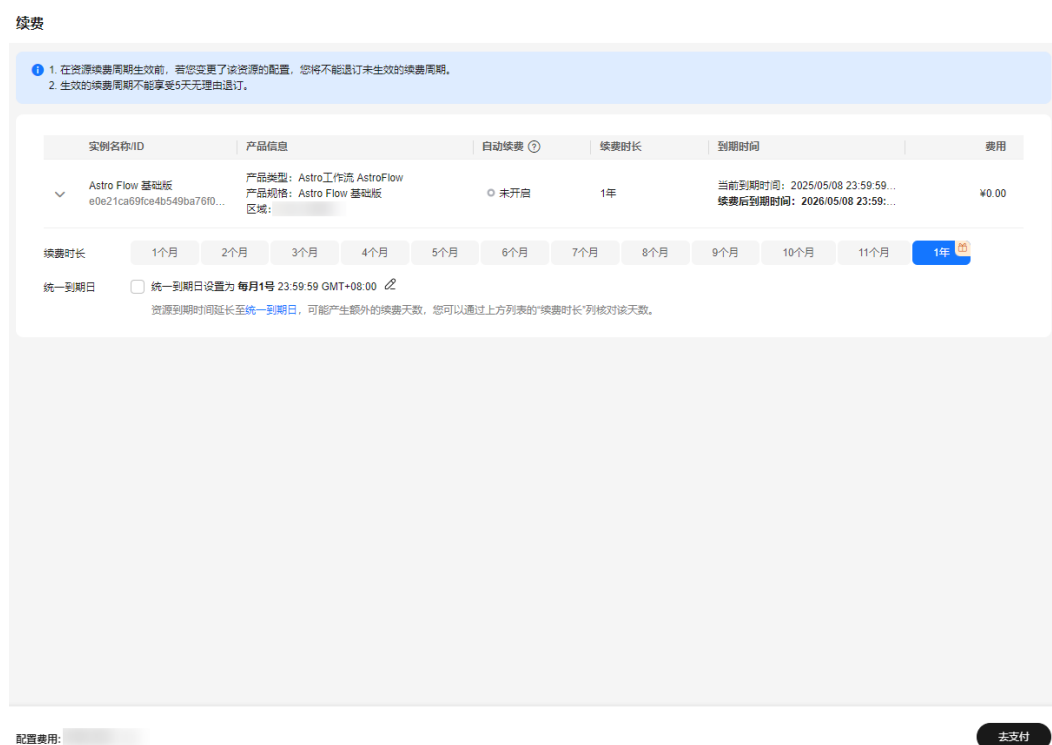 续费
1. 在资源续费周期生效前，若您变更了该资源的配置，您将不能退订未生效的续费周期。
2. 生效的续费周期不能享受5天无理由退订。
实例名称/ID 产品信息 自动续费 ? 续费时长 到期时间 费用
Astro Flow 基础版
e0e21ca69fce4b549ba76f0...
产品类型：Astro工作流 AstroFlow
产品规格：Astro Flow 基础版
区域：
未开启
1年
当前到期时间：2025/05/08 23:59:59...
续费后到期时间：2026/05/08 23:59:...
¥0.00
续费时长 1个月 2个月 3个月 4个月 5个月 6个月 7个月 8个月 9个月 10个月 11个月 1年
统一到期日 统一到期日设置为 每月1号 23:59:59 GMT+08:00
资源到期时间延长至统一到期日，可能产生额外的续费天数，您可以通过上方列表的“续费时长”列核对该天数。
配置费用:
去支付